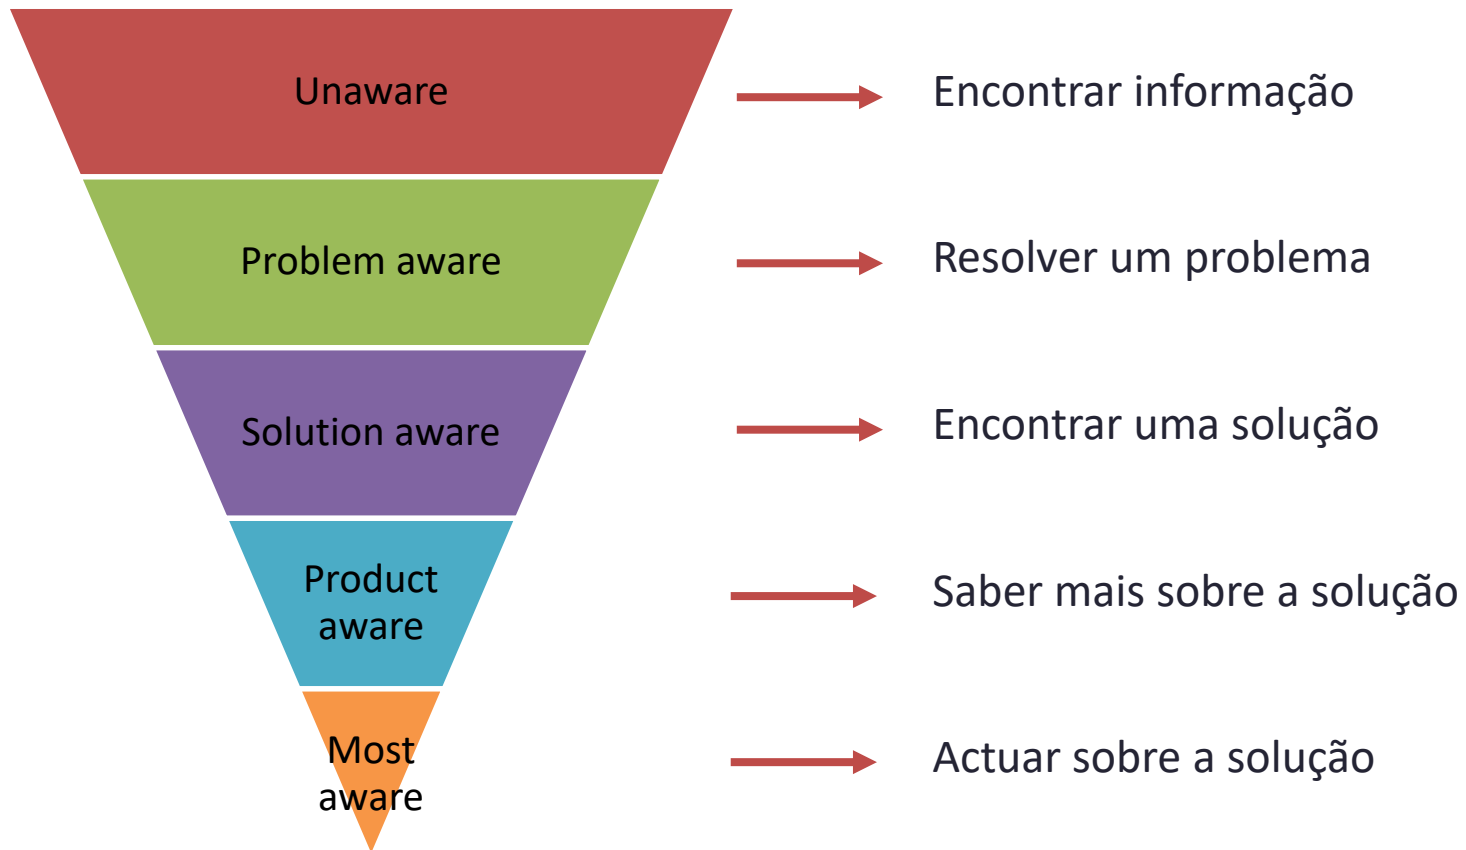 Unaware
Encontrar informação
Problem aware
Resolver um problema
Solution aware
Encontrar uma solução
Product
aware
Saber mais sobre a solução
Most
aware
Actuar sobre a solução